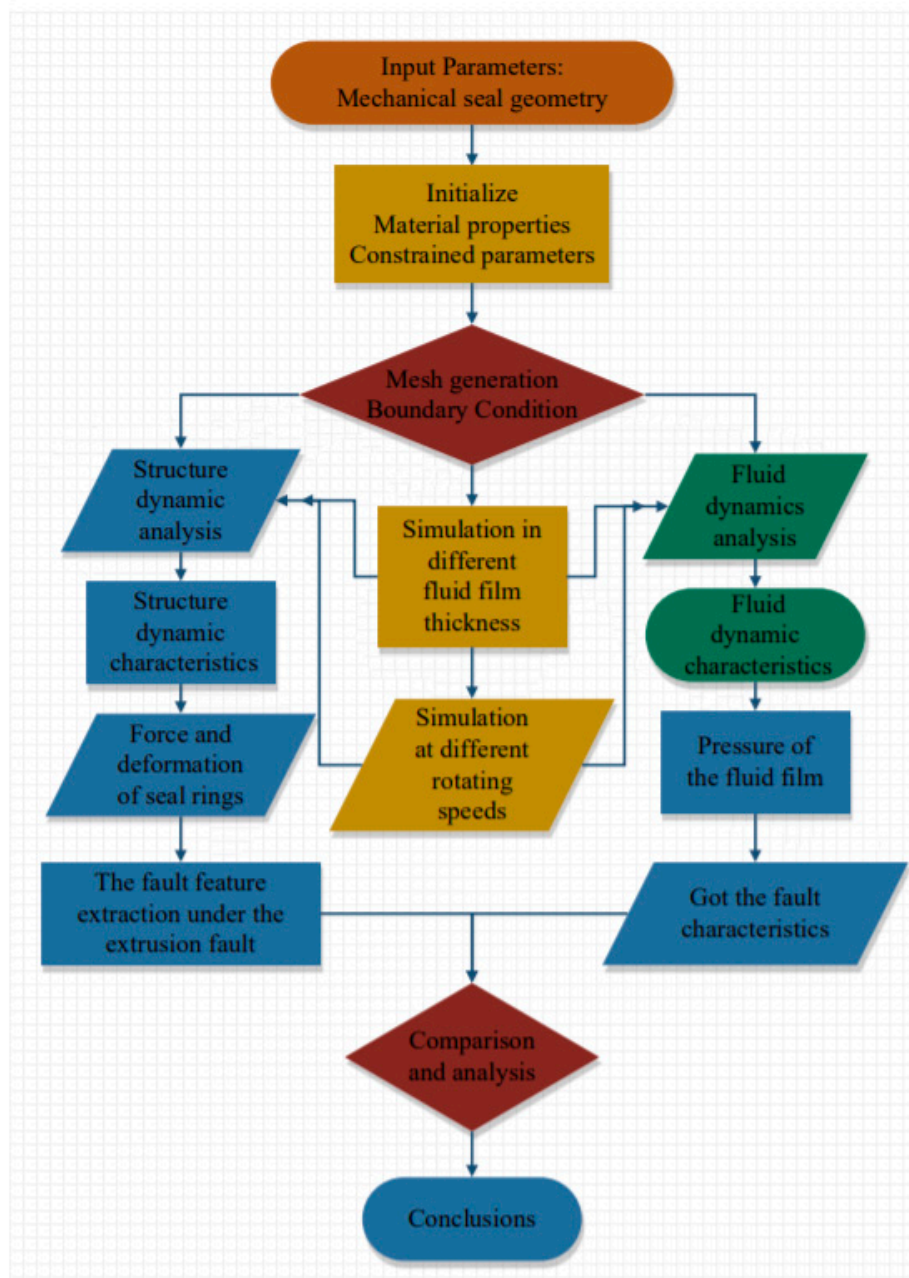 Input Parameters:
Mechanical seal geometry
Initialize
Material properties
Constrained parameters
Mesh generation
Boundary Condition
Structure
dynamic
analysis
Simulation in
different
fluid film
thickness
Fluid
dynamics
analysis
Structure
dynamic
characteristics
Fluid
dynamic
characteristics
Force and
deformation
of seal rings
Simulation
at different
rotating
speeds
Pressure of
the fluid film
The fault feature
extraction under the
extrusion fault
Got the fault
characteristics
Comparison
and analysis
Conclusions